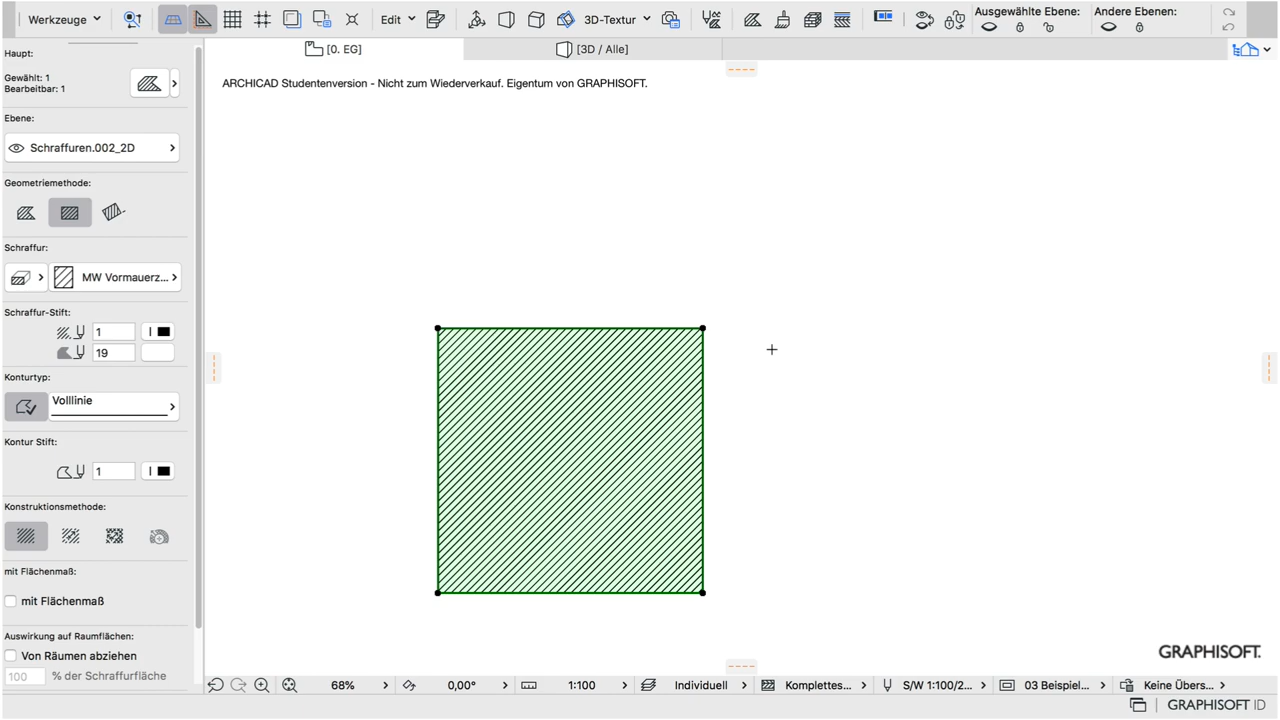 Werkzeuge
Edit
3D-Textur
Ausgewählte Ebene:
Andere Ebenen:
[0. EG]
[3D / Alle]
Haupt:
Gewählt: 1
Bearbeitbar: 1
ARCHICAD Studentenversion - Nicht zum Wiederverkauf. Eigentum von GRAPHISOFT.
Ebene:
Schraffuren.002_2D
Geometriemethode:
Schraffur:
MW Vormauerz...
Schraffur-Stift:
1
19
Konturtyp:
Volllinie
Kontur Stift:
1
Konstruktionsmethode:
mit Flächenmaß:
mit Flächenmaß
Auswirkung auf Raumflächen:
Von Räumen abziehen
100 % der Schraffurfläche
GRAPHISOFT.
68%
0,00°
1:100
Individuell
Komplettes...
S/W 1:100/2...
03 Beispiel...
Keine Übers...
GRAPHISOFT ID